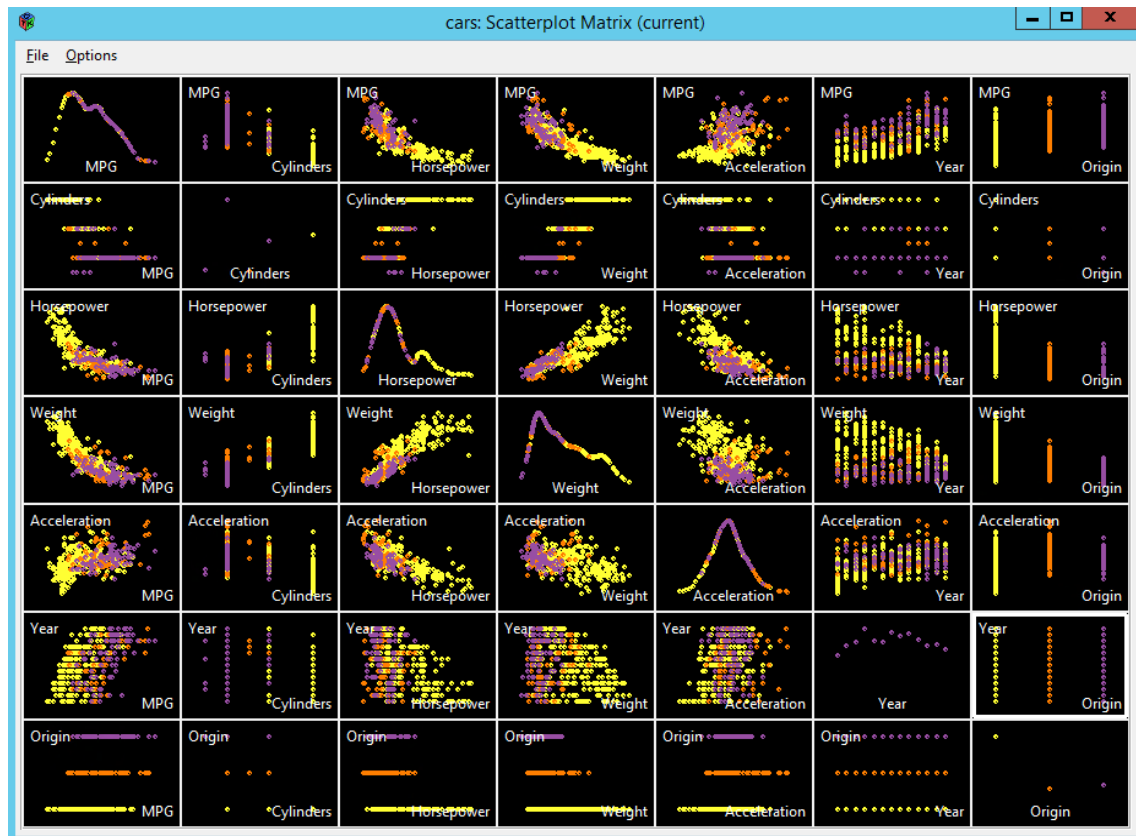 cars: Scatterplot Matrix (current)
File Options
MPG MPG MPG MPG MPG MPG
MPG Cylinders Horsepower Weight Acceleration Year Origin
Cylinders Cylinders Cylinders Cylinders Cylinders Cylinders
MPG Cylinders Horsepower Weight Acceleration Year Origin
Horsepower Horsepower Horsepower Horsepower Horsepower Horsepower
MPG Cylinders Horsepower Weight Acceleration Year Origin
Weight Weight Weight Weight Weight Weight
MPG Cylinders Horsepower Weight Acceleration Year Origin
Acceleration Acceleration Acceleration Acceleration Acceleration Acceleration
MPG Cylinders Horsepower Weight Acceleration Year Origin
Year Year Year Year Year Year
MPG Cylinders Horsepower Weight Acceleration Year Origin
Origin Origin Origin Origin Origin Origin
MPG Cylinders Horsepower Weight Acceleration Year Origin